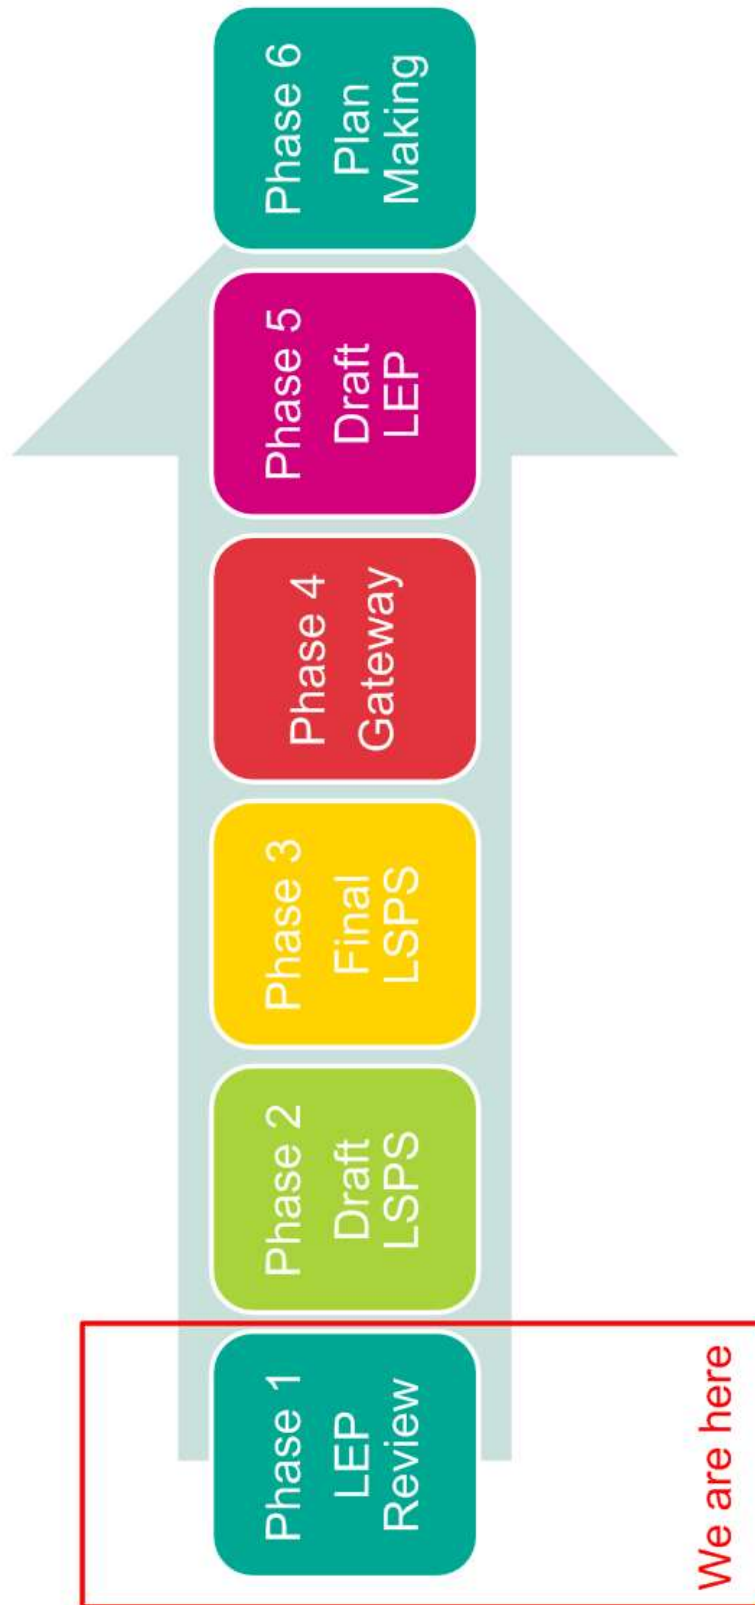 Phase 1
LEP
Review
Phase 2
Draft
LSPS
Phase 3
Final
LSPS
Phase 4
Gateway
Phase 5
Draft
LEP
Phase 6
Plan
Making
We are here